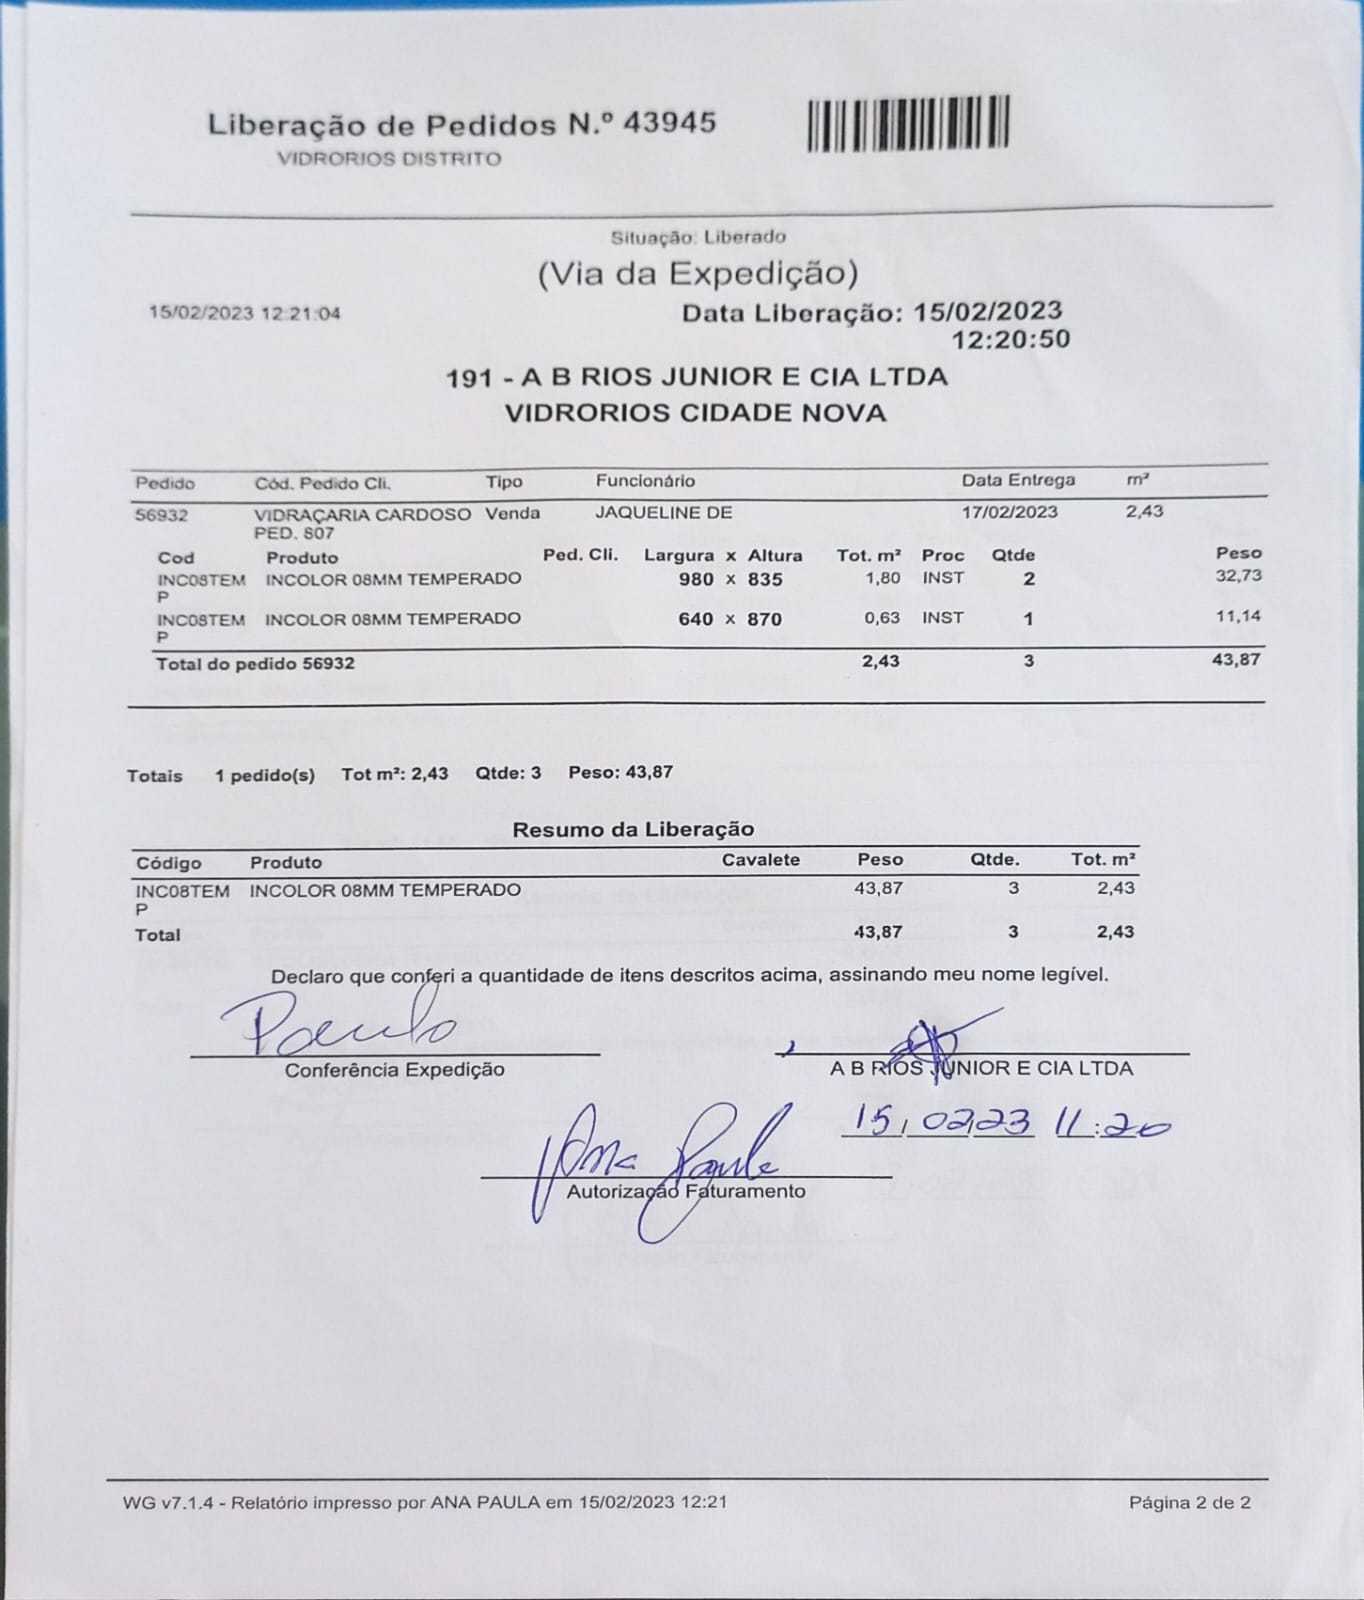 Liberação de Pedidos N.º 43945
VIDRORIOS DISTRITO
Situação: Liberado
(Via da Expedição)
15/02/2023 12:21:04 Data Liberação: 15/02/2023
12:20:50
191 - A B RIOS JUNIOR E CIA LTDA
VIDRORIOS CIDADE NOVA
Pedido Cód. Pedido Cli. Tipo Funcionário Data Entrega m²
56932 VIDRAÇARIA CARDOSO Venda JAQUELINE DE 17/02/2023 2,43
PED. 807
Cod Produto Ped. Cli. Largura x Altura Tot. m² Proc Qtde Peso
INC08TEM INCOLOR 08MM TEMPERADO 980 x 835 1,80 INST 2 32,73
P
INC08TEM INCOLOR 08MM TEMPERADO 640 x 870 0,63 INST 1 11,14
P
Total do pedido 56932 2,43 3 43,87
Totais 1 pedido(s) Tot m²: 2,43 Qtde: 3 Peso: 43,87
Resumo da Liberação
Código Produto Cavalete Peso Qtde. Tot. m²
INC08TEM INCOLOR 08MM TEMPERADO 43,87 3 2,43
P
Total 43,87 3 2,43
Declaro que conferi a quantidade de itens descritos acima, assinando meu nome legível.
Paulo
Conferência Expedição A B RIOS JUNIOR E CIA LTDA
15/02/23 11:20
Ana Paula
Autorização Faturamento
WG v7.1.4 - Relatório impresso por ANA PAULA em 15/02/2023 12:21 Página 2 de 2